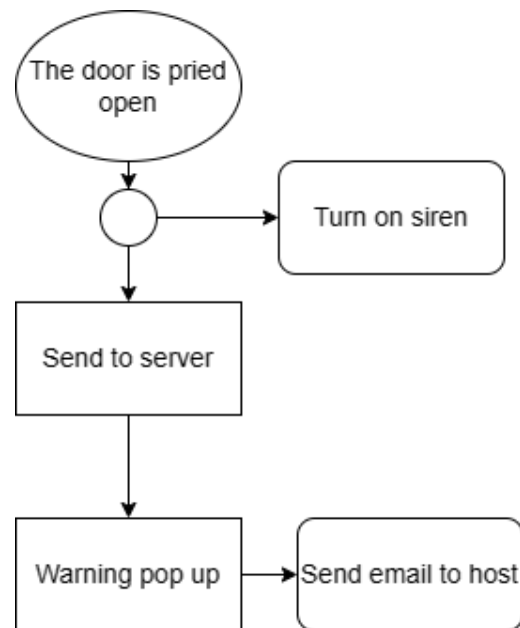 The door is pried
open
Turn on siren
Send to server
Warning pop up
Send email to host